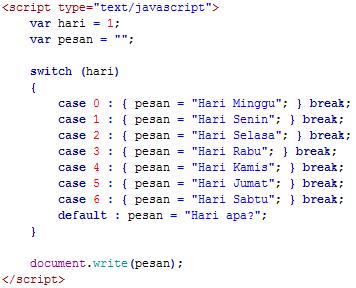 <script type="text/javascript">
    var hari = 1;
    var pesan = "";

    switch (hari)
    {
        case 0 : { pesan = "Hari Minggu"; } break;
        case 1 : { pesan = "Hari Senin"; } break;
        case 2 : { pesan = "Hari Selasa"; } break;
        case 3 : { pesan = "Hari Rabu"; } break;
        case 4 : { pesan = "Hari Kamis"; } break;
        case 5 : { pesan = "Hari Jumat"; } break;
        case 6 : { pesan = "Hari Sabtu"; } break;
        default : pesan = "Hari apa?";
    }

    document.write(pesan);
</script>